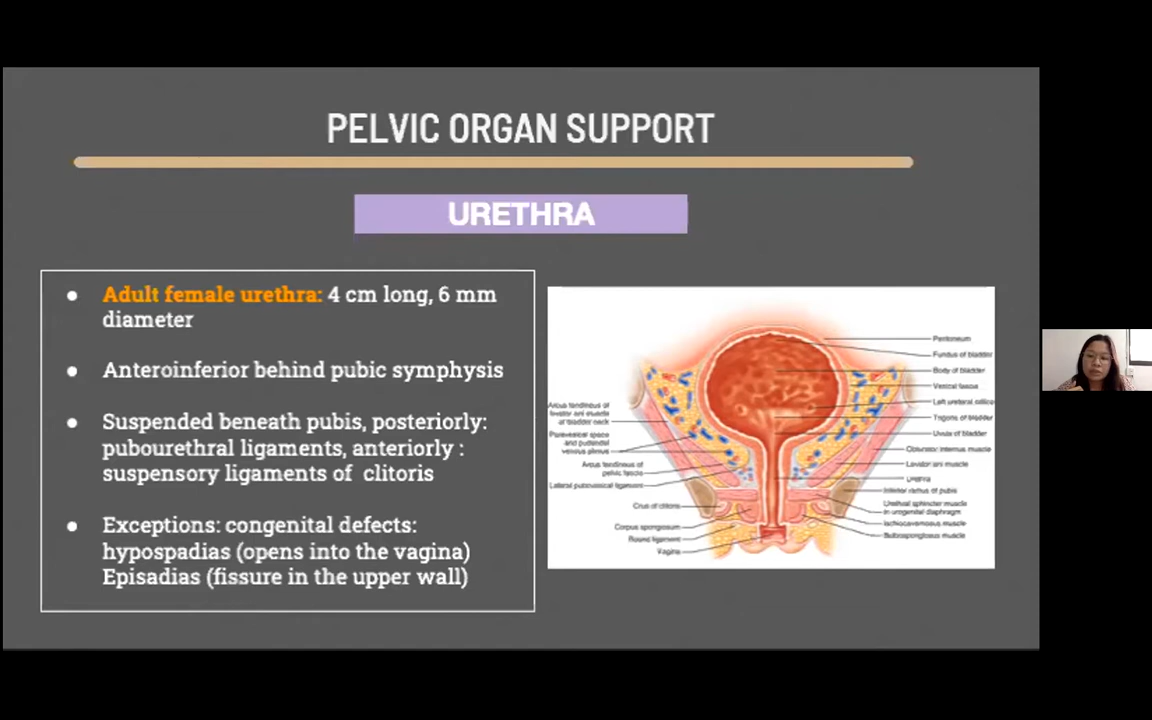 PELVIC ORGAN SUPPORT
URETHRA
● Adult female urethra: 4 cm long, 6 mm
diameter
● Anteroinferior behind pubic symphysis
● Suspended beneath pubis, posteriorly:
pubourethral ligaments, anteriorly :
suspensory ligaments of clitoris
● Exceptions: congenital defects:
hypospadias (opens into the vagina)
Episadias (fissure in the upper wall)
Arcus tendineus of
levator ani muscle
at bladder neck
Paravesical space
and pudendal
venous plexus
Arcus tendineus of
pelvic fascia
Lateral pubovesical ligament
Crus of clitoris
Corpus spongiosum
Round ligament
Vagina
Peritoneum
Fundus of bladder
Body of bladder
Vesical fascia
Left ureteral orifice
Trigone of bladder
Uvula of bladder
Obturator internus muscle
Levator ani muscle
Urethra
Inferior ramus of pubis
Urethral sphincter muscle
in urogenital diaphragm
Ischiocavernosus muscle
Bulbospongiosus muscle